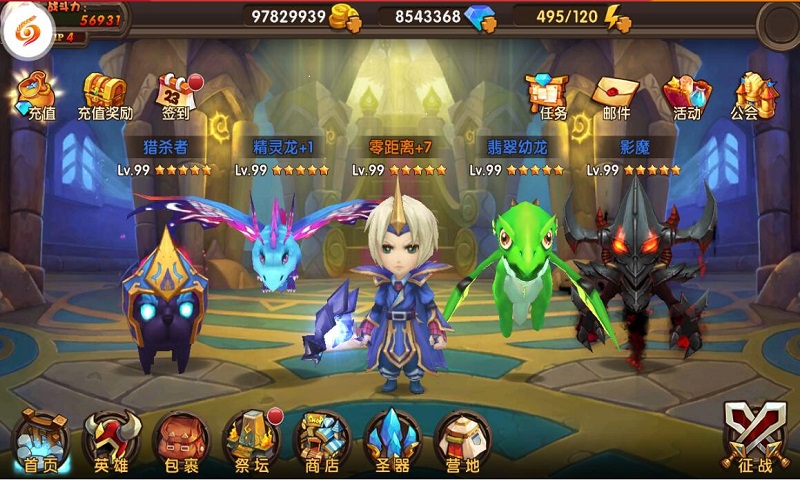 战斗力:
56931
VIP 4
97829939
8543368
495/120
充值
充值奖励
23
签到
任务
邮件
活动
公会
猎杀者
精灵龙+1
零距离+7
翡翠幼龙
影魔
Lv.99
Lv.99
Lv.99
Lv.99
Lv.99
首页
英雄
包裹
祭坛
商店
圣器
营地
征战